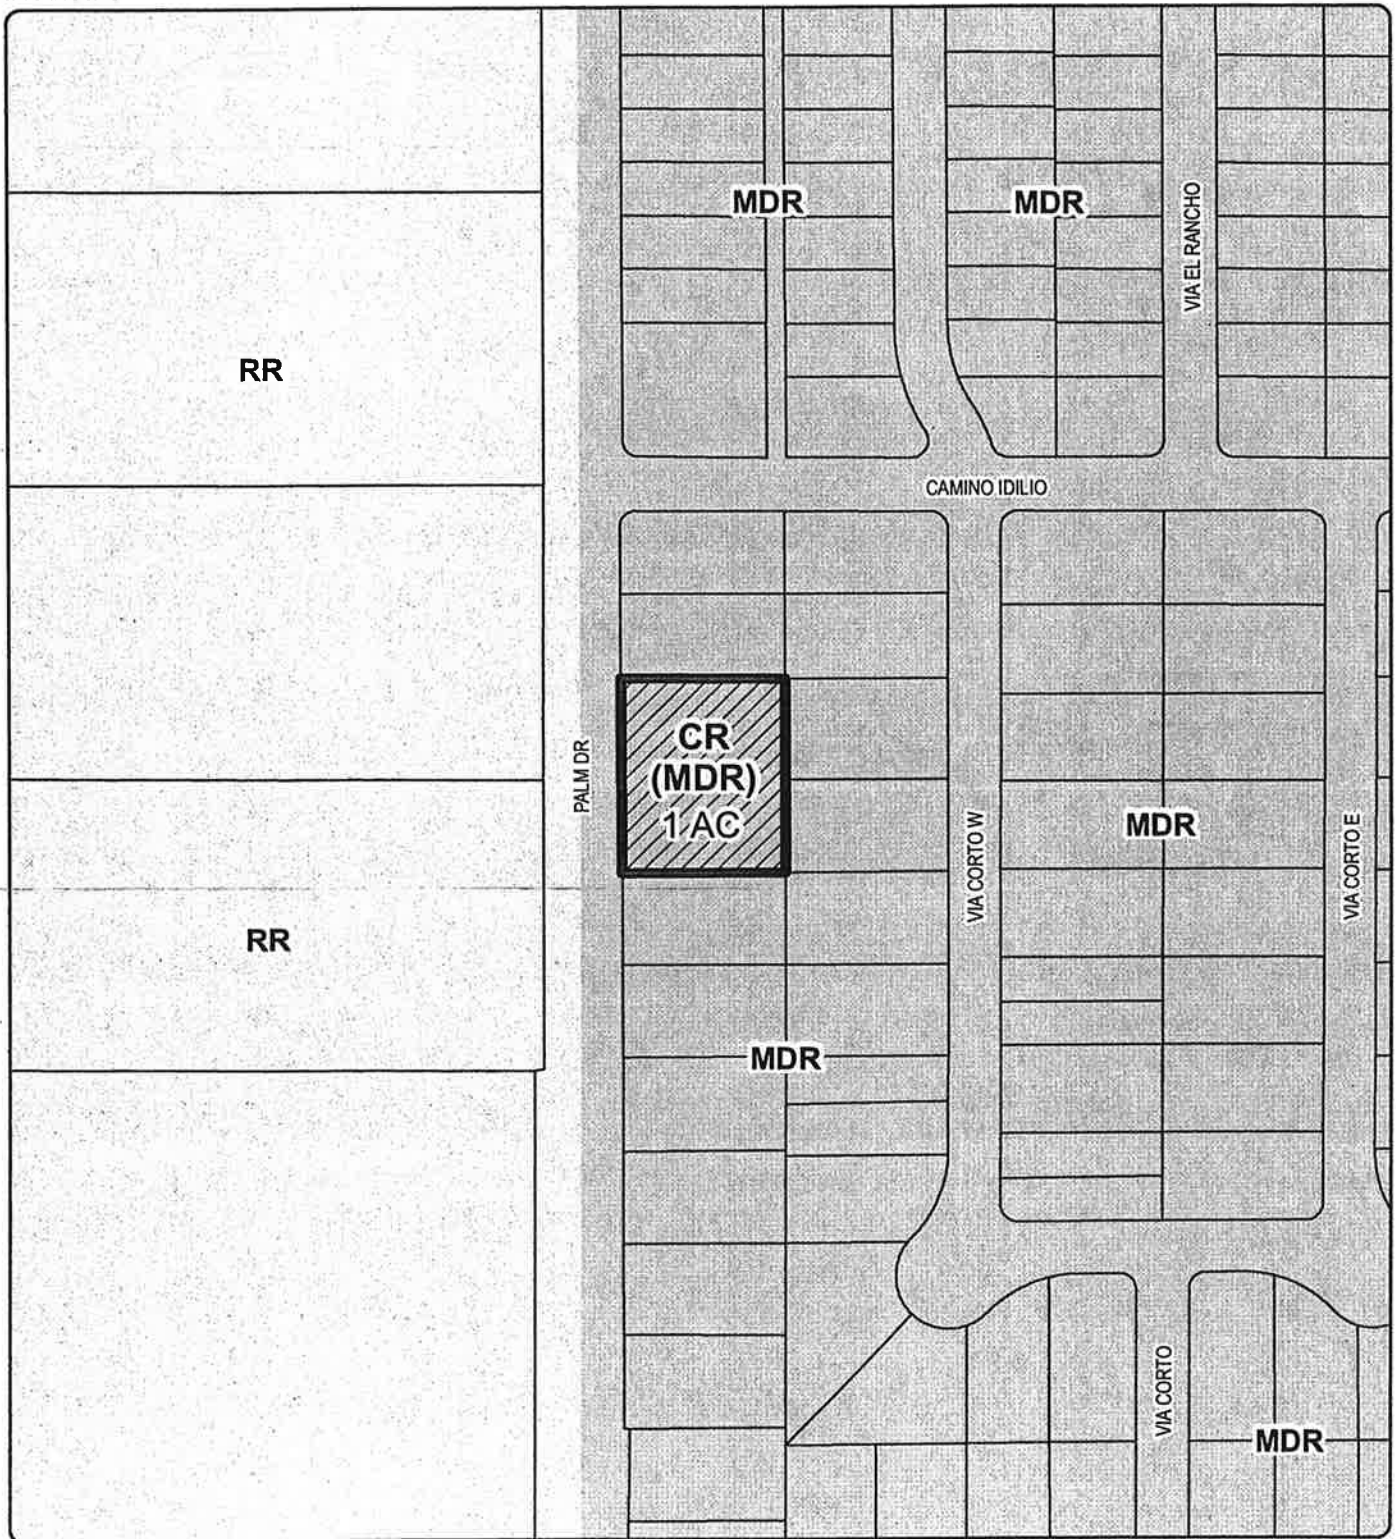 MDR
MDR
VIA EL RANCHO
RR
CAMINO IDILIO
CR
(MDR)
1 AC
PALM DR
VIA CORTO W
MDR
VIA CORTO E
RR
MDR
VIA CORTO
MDR